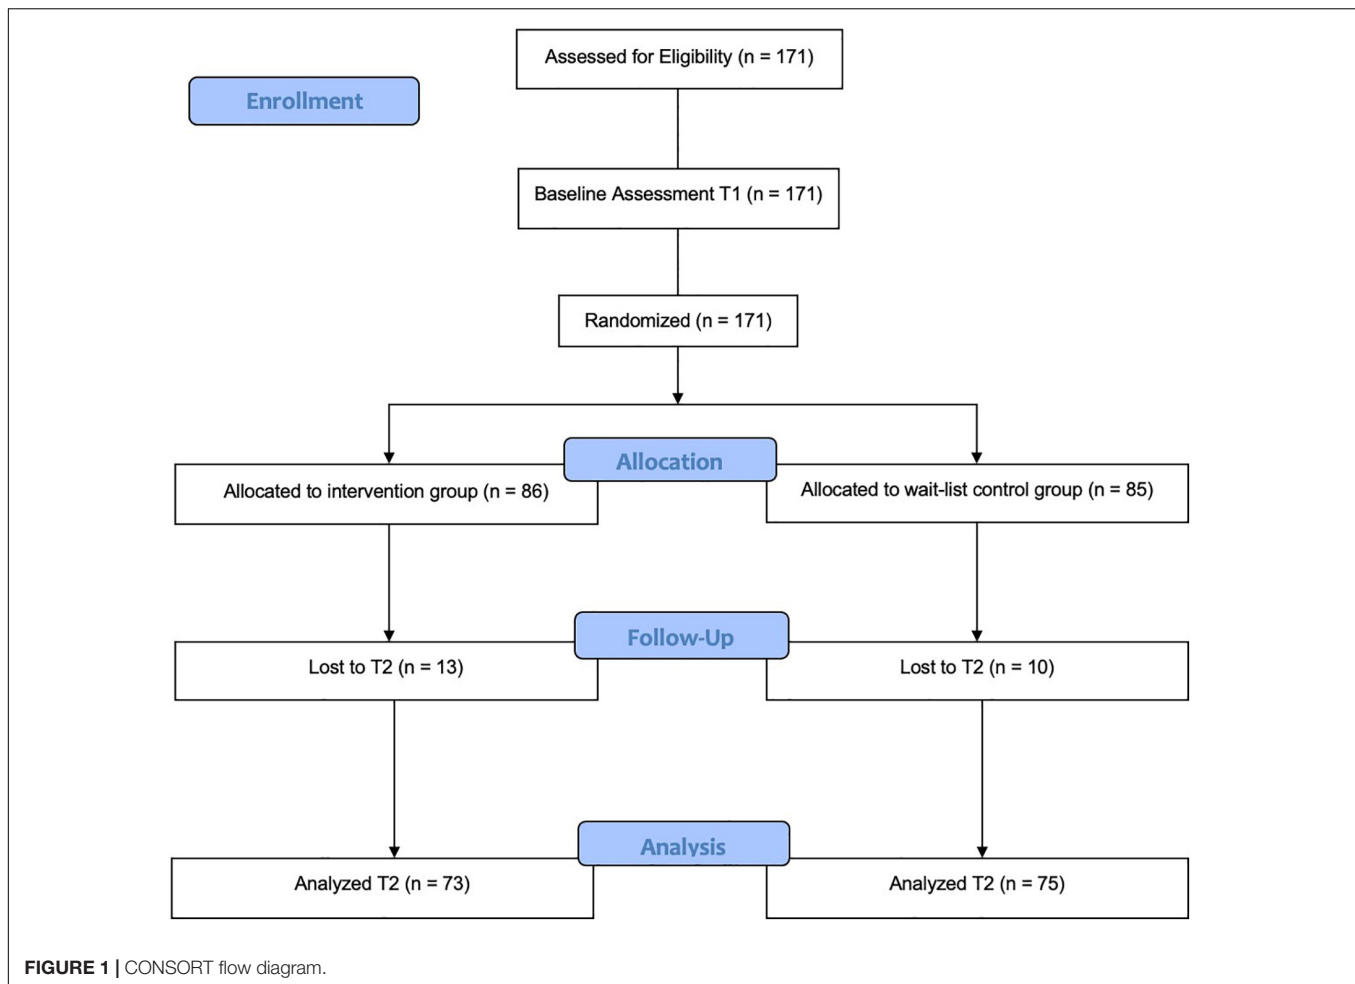 Assessed for Eligibility (n = 171)
Enrollment
Baseline Assessment T1 (n = 171)
Randomized (n = 171)
Allocation
Allocated to intervention group (n = 86)
Allocated to wait-list control group (n = 85)
Follow-Up
Lost to T2 (n = 13)
Lost to T2 (n = 10)
Analysis
Analyzed T2 (n = 73)
Analyzed T2 (n = 75)
FIGURE 1 | CONSORT flow diagram.